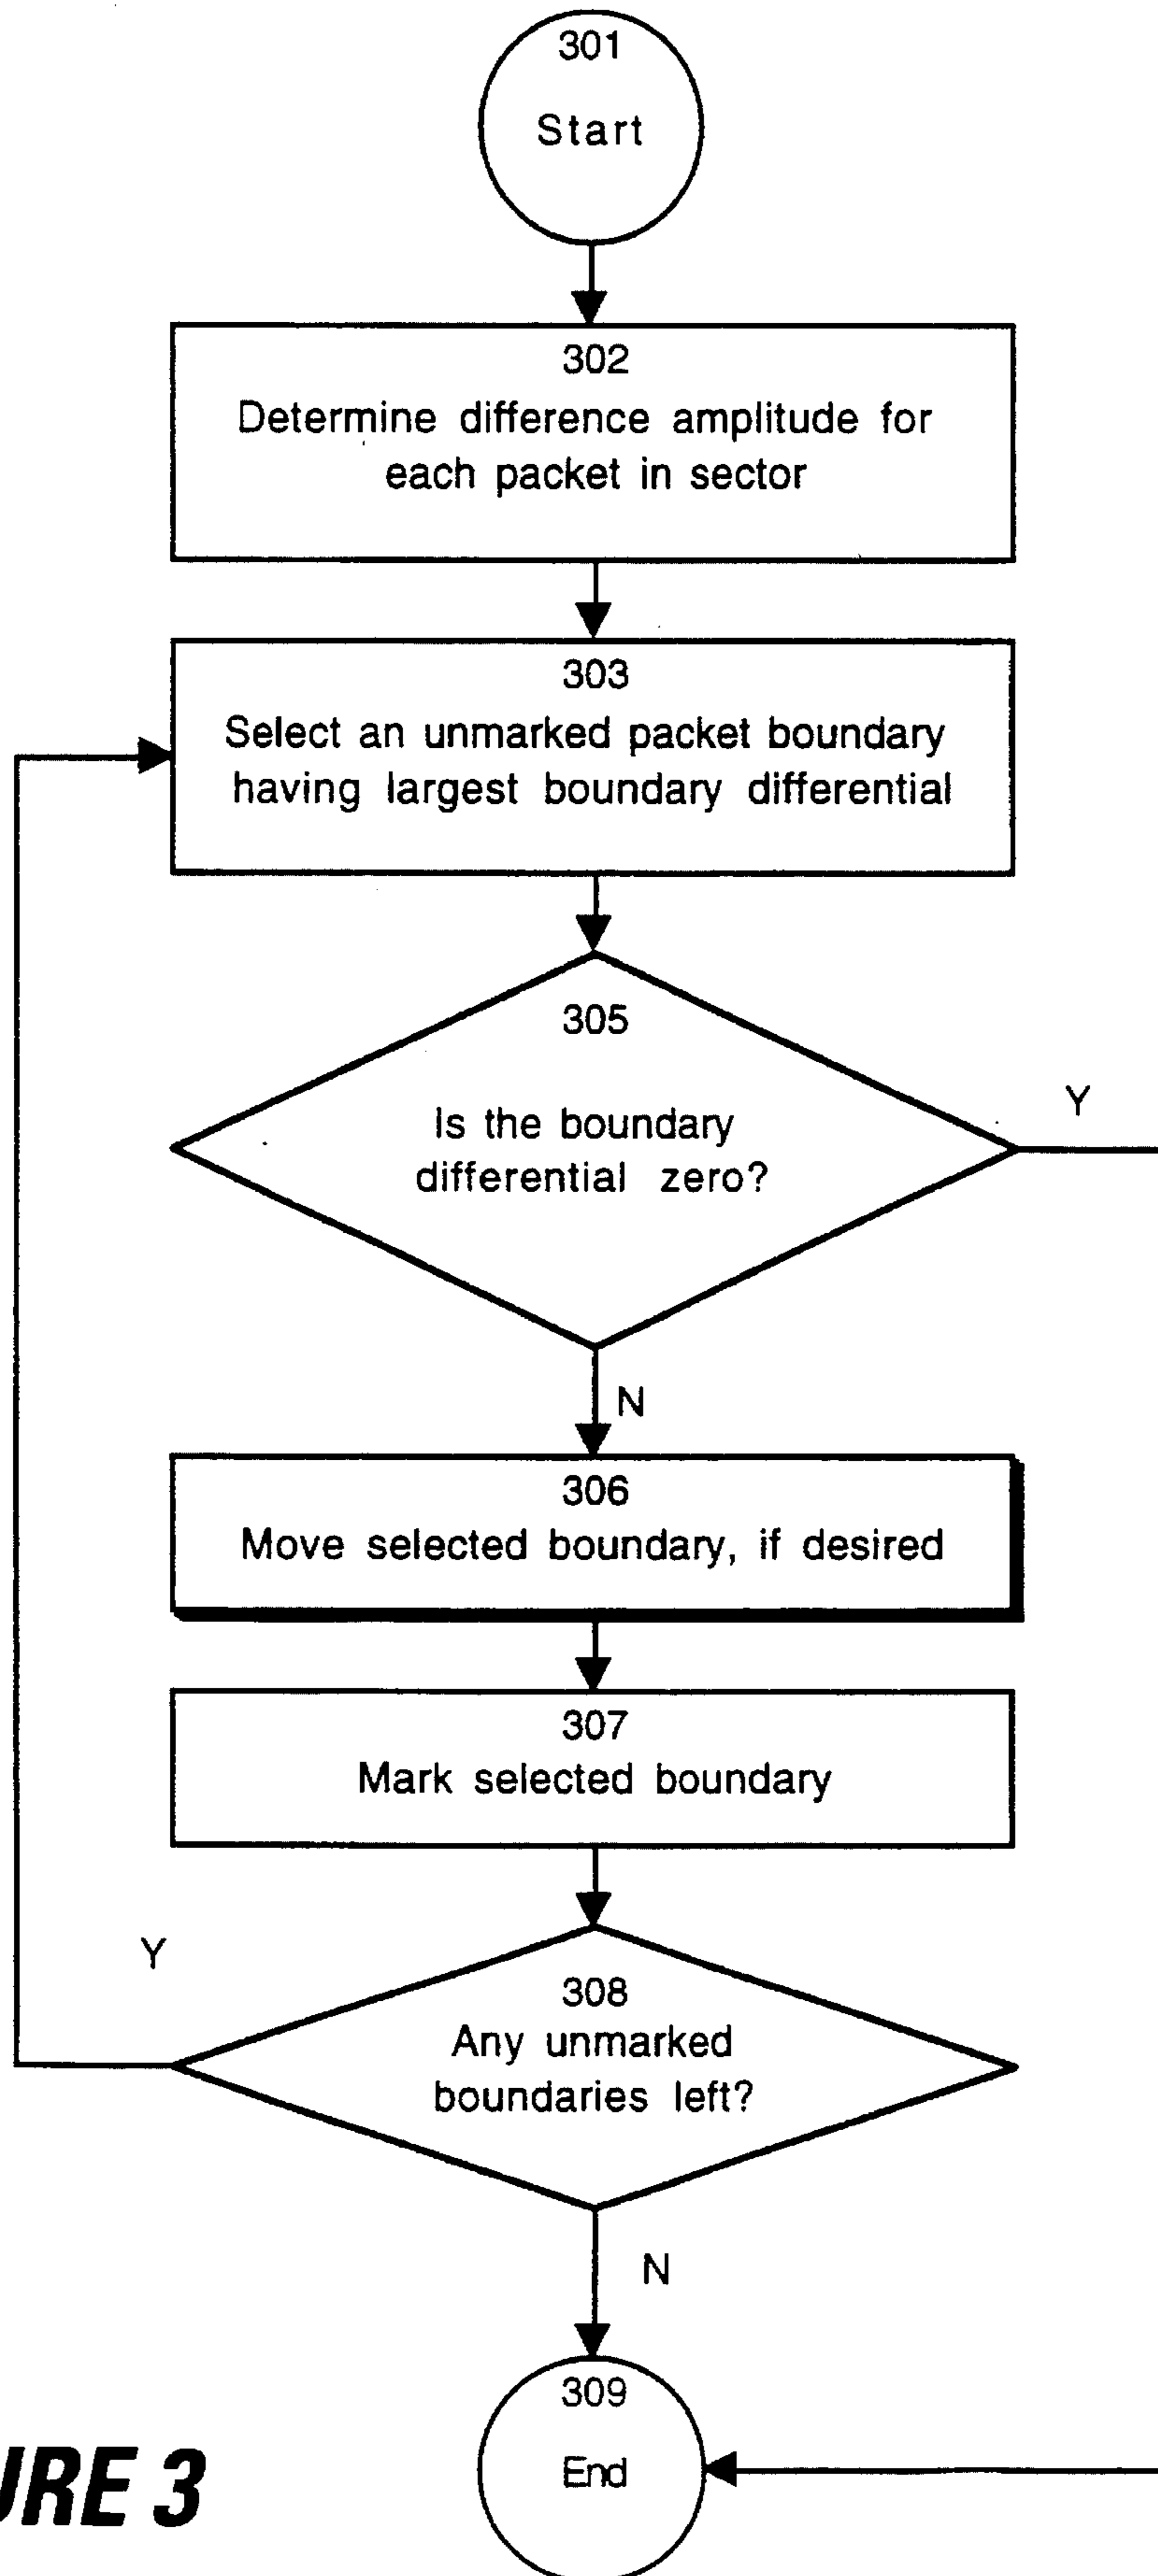 301
Start
302
Determine difference amplitude for
each packet in sector
303
Select an unmarked packet boundary
having largest boundary differential
305
Is the boundary
differential zero?
Y
N
306
Move selected boundary, if desired
307
Mark selected boundary
Y
308
Any unmarked
boundaries left?
N
309
End
URE 3